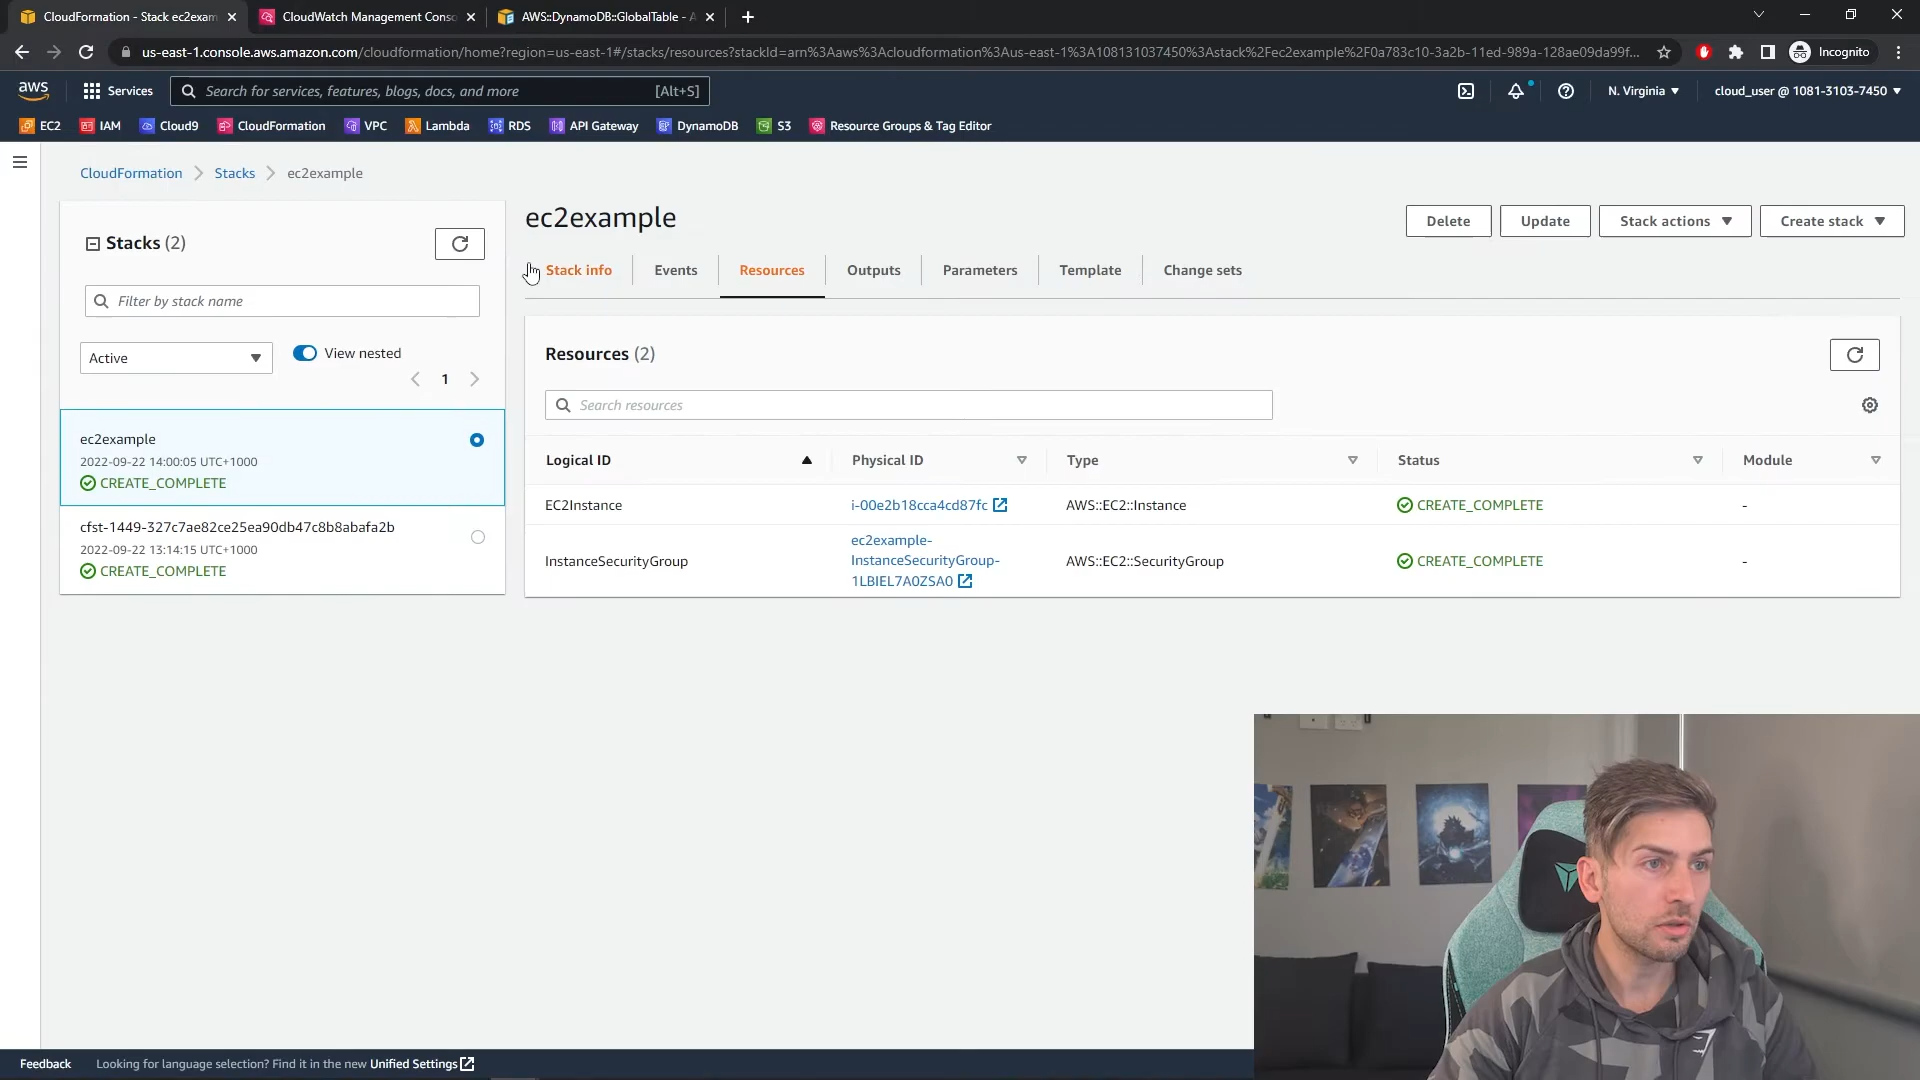 CloudFormation - Stack ec2exam
CloudWatch Management Conso
AWS::DynamoDB::GlobalTable - A
us-east-1.console.aws.amazon.com/cloudformation/home?region=us-east-1#/stacks/resources?stackId=arn%3Aaws%3Acloudformation%3Aus-east-1%3A108131037450%3Astack%2Fec2example%2F0a783c10-3a2b-11ed-989a-128ae09da99f...
Incognito
aws
Services
Search for services, features, blogs, docs, and more
[Alt+S]
N. Virginia
cloud_user @ 1081-3103-7450
EC2
IAM
Cloud9
CloudFormation
VPC
Lambda
RDS
API Gateway
DynamoDB
S3
Resource Groups & Tag Editor
CloudFormation
Stacks
ec2example
Stacks (2)
Filter by stack name
Active
View nested
1
ec2example
2022-09-22 14:00:05 UTC+1000
CREATE_COMPLETE
cfst-1449-327c7ae82ce25ea90db47c8b8abafa2b
2022-09-22 13:14:15 UTC+1000
CREATE_COMPLETE
ec2example
Delete
Update
Stack actions
Create stack
Stack info
Events
Resources
Outputs
Parameters
Template
Change sets
Resources (2)
Search resources
Logical ID
Physical ID
Type
Status
Module
EC2Instance
i-00e2b18cca4cd87fc
AWS::EC2::Instance
CREATE_COMPLETE
-
InstanceSecurityGroup
ec2example-
InstanceSecurityGroup-
1LBIEL7A0ZSA0
AWS::EC2::SecurityGroup
CREATE_COMPLETE
-
Feedback
Looking for language selection? Find it in the new Unified Settings